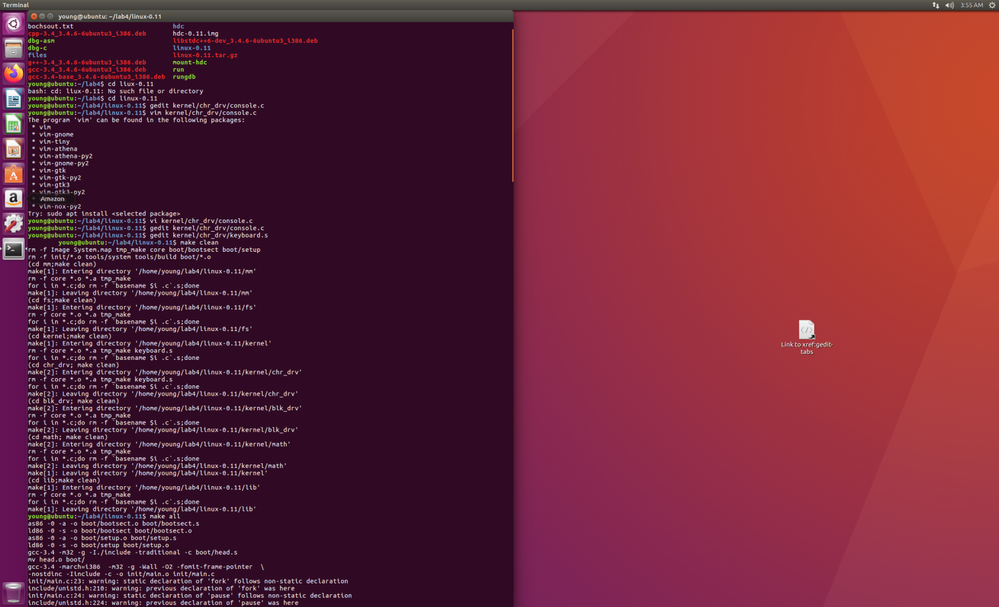 Terminal
3:55 AM
young@ubuntu: ~/lab4/linux-0.11
bochsout.txt hdc
cpp-3.4_3.4.6-6ubuntu3_i386.deb hdc-0.11.img
dbg-asm libstdc++6-dev_3.4.6-6ubuntu3_i386.deb
dbg-c linux-0.11
files linux-0.11.tar.gz
g++-3.4_3.4.6-6ubuntu3_i386.deb mount-hdc
gcc-3.4_3.4.6-6ubuntu3_i386.deb run
gcc-3.4-base_3.4.6-6ubuntu3_i386.deb rungdb
young@ubuntu:~/lab4$ cd liux-0.11
bash: cd: liux-0.11: No such file or directory
young@ubuntu:~/lab4$ cd linux-0.11
young@ubuntu:~/lab4/linux-0.11$ gedit kernel/chr_drv/console.c
young@ubuntu:~/lab4/linux-0.11$ vim kernel/chr_drv/console.c
The program 'vim' can be found in the following packages:
* vim
* vim-gnome
* vim-tiny
* vim-athena
* vim-athena-py2
* vim-gnome-py2
* vim-gtk
* vim-gtk-py2
* vim-gtk3
* vim-gtk3-py2
* Amazon
* vim-nox-py2
Try: sudo apt install <selected package>
young@ubuntu:~/lab4/linux-0.11$ vi kernel/chr_drv/console.c
young@ubuntu:~/lab4/linux-0.11$ gedit kernel/chr_drv/console.c
young@ubuntu:~/lab4/linux-0.11$ gedit kernel/chr_drv/keyboard.s
young@ubuntu:~/lab4/linux-0.11$ make clean
rm -f Image System.map tmp_make core boot/bootsect boot/setup
rm -f init/*.o tools/system tools/build boot/*.o
(cd mm;make clean)
make[1]: Entering directory '/home/young/lab4/linux-0.11/mm'
rm -f core *.o *.a tmp_make
for i in *.c;do rm -f `basename $i .c`.s;done
make[1]: Leaving directory '/home/young/lab4/linux-0.11/mm'
(cd fs;make clean)
make[1]: Entering directory '/home/young/lab4/linux-0.11/fs'
rm -f core *.o *.a tmp_make
for i in *.c;do rm -f `basename $i .c`.s;done
make[1]: Leaving directory '/home/young/lab4/linux-0.11/fs'
(cd kernel;make clean)
make[1]: Entering directory '/home/young/lab4/linux-0.11/kernel'
rm -f core *.o *.a tmp_make keyboard.s
for i in *.c;do rm -f `basename $i .c`.s;done
(cd chr_drv; make clean)
make[2]: Entering directory '/home/young/lab4/linux-0.11/kernel/chr_drv'
rm -f core *.o *.a tmp_make keyboard.s
for i in *.c;do rm -f `basename $i .c`.s;done
make[2]: Leaving directory '/home/young/lab4/linux-0.11/kernel/chr_drv'
(cd blk_drv; make clean)
make[2]: Entering directory '/home/young/lab4/linux-0.11/kernel/blk_drv'
rm -f core *.o *.a tmp_make
for i in *.c;do rm -f `basename $i .c`.s;done
make[2]: Leaving directory '/home/young/lab4/linux-0.11/kernel/blk_drv'
(cd math; make clean)
make[2]: Entering directory '/home/young/lab4/linux-0.11/kernel/math'
rm -f core *.o *.a tmp_make
for i in *.c;do rm -f `basename $i .c`.s;done
make[2]: Leaving directory '/home/young/lab4/linux-0.11/kernel/math'
make[1]: Leaving directory '/home/young/lab4/linux-0.11/kernel'
(cd lib;make clean)
make[1]: Entering directory '/home/young/lab4/linux-0.11/lib'
rm -f core *.o *.a tmp_make
for i in *.c;do rm -f `basename $i .c`.s;done
make[1]: Leaving directory '/home/young/lab4/linux-0.11/lib'
young@ubuntu:~/lab4/linux-0.11$ make all
as86 -0 -a -o boot/bootsect.o boot/bootsect.s
ld86 -0 -s -o boot/bootsect boot/bootsect.o
as86 -0 -a -o boot/setup.o boot/setup.s
ld86 -0 -s -o boot/setup boot/setup.o
gcc-3.4 -m32 -g -I./include -traditional -c boot/head.s
mv head.o boot/
gcc-3.4 -march=i386 -m32 -g -Wall -O2 -fomit-frame-pointer \
-nostdinc -Iinclude -c -o init/main.o init/main.c
init/main.c:23: warning: static declaration of 'fork' follows non-static declaration
include/unistd.h:210: warning: previous declaration of 'fork' was here
init/main.c:24: warning: static declaration of 'pause' follows non-static declaration
include/unistd.h:224: warning: previous declaration of 'pause' was here
Link to xref:gedit-
tabs